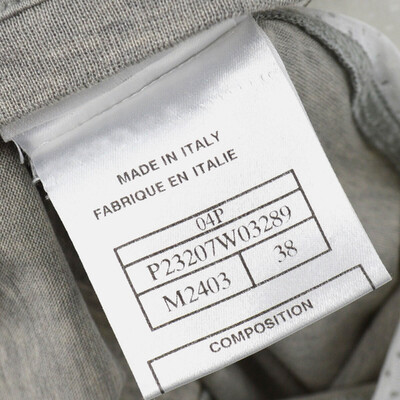 MADE IN ITALY
FABRIQUE EN ITALIE
04P
P23207W03289
M2403 38
COMPOSITION